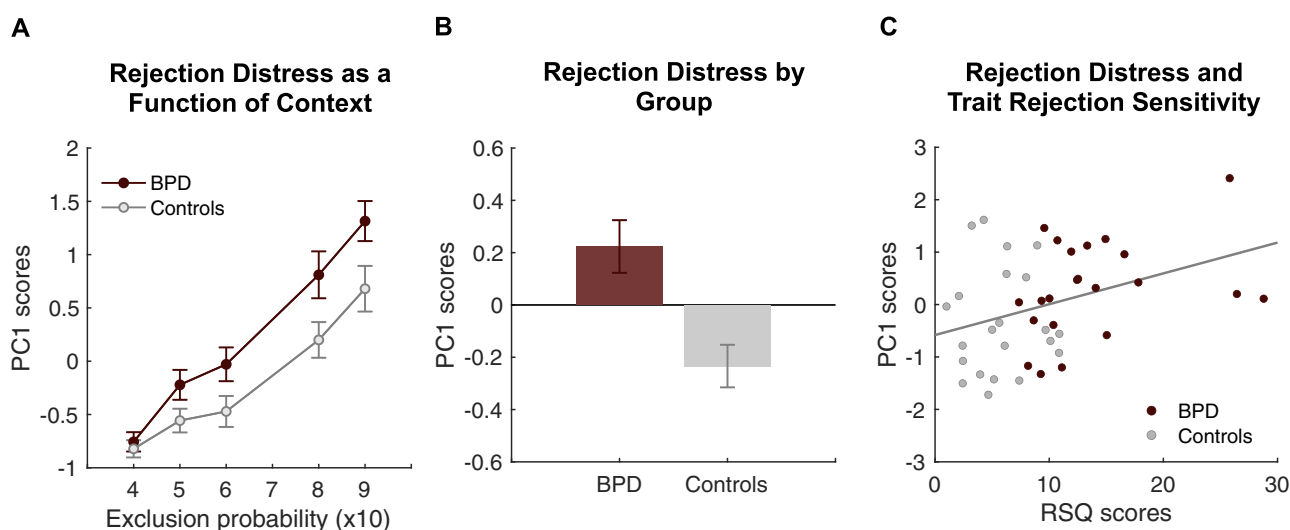 A
Rejection Distress as a
Function of Context
PC1 scores
2
1.5
1
0.5
0
-0.5
-1
BPD
Controls
4 5 6 7 8 9
Exclusion probability (x10)
B
Rejection Distress by
Group
PC1 scores
0.6
0.4
0.2
0
-0.2
-0.4
-0.6
BPD Controls
C
Rejection Distress and
Trait Rejection Sensitivity
PC1 scores
3
2
1
0
-1
-2
-3
BPD
Controls
0 10 20 30
RSQ scores